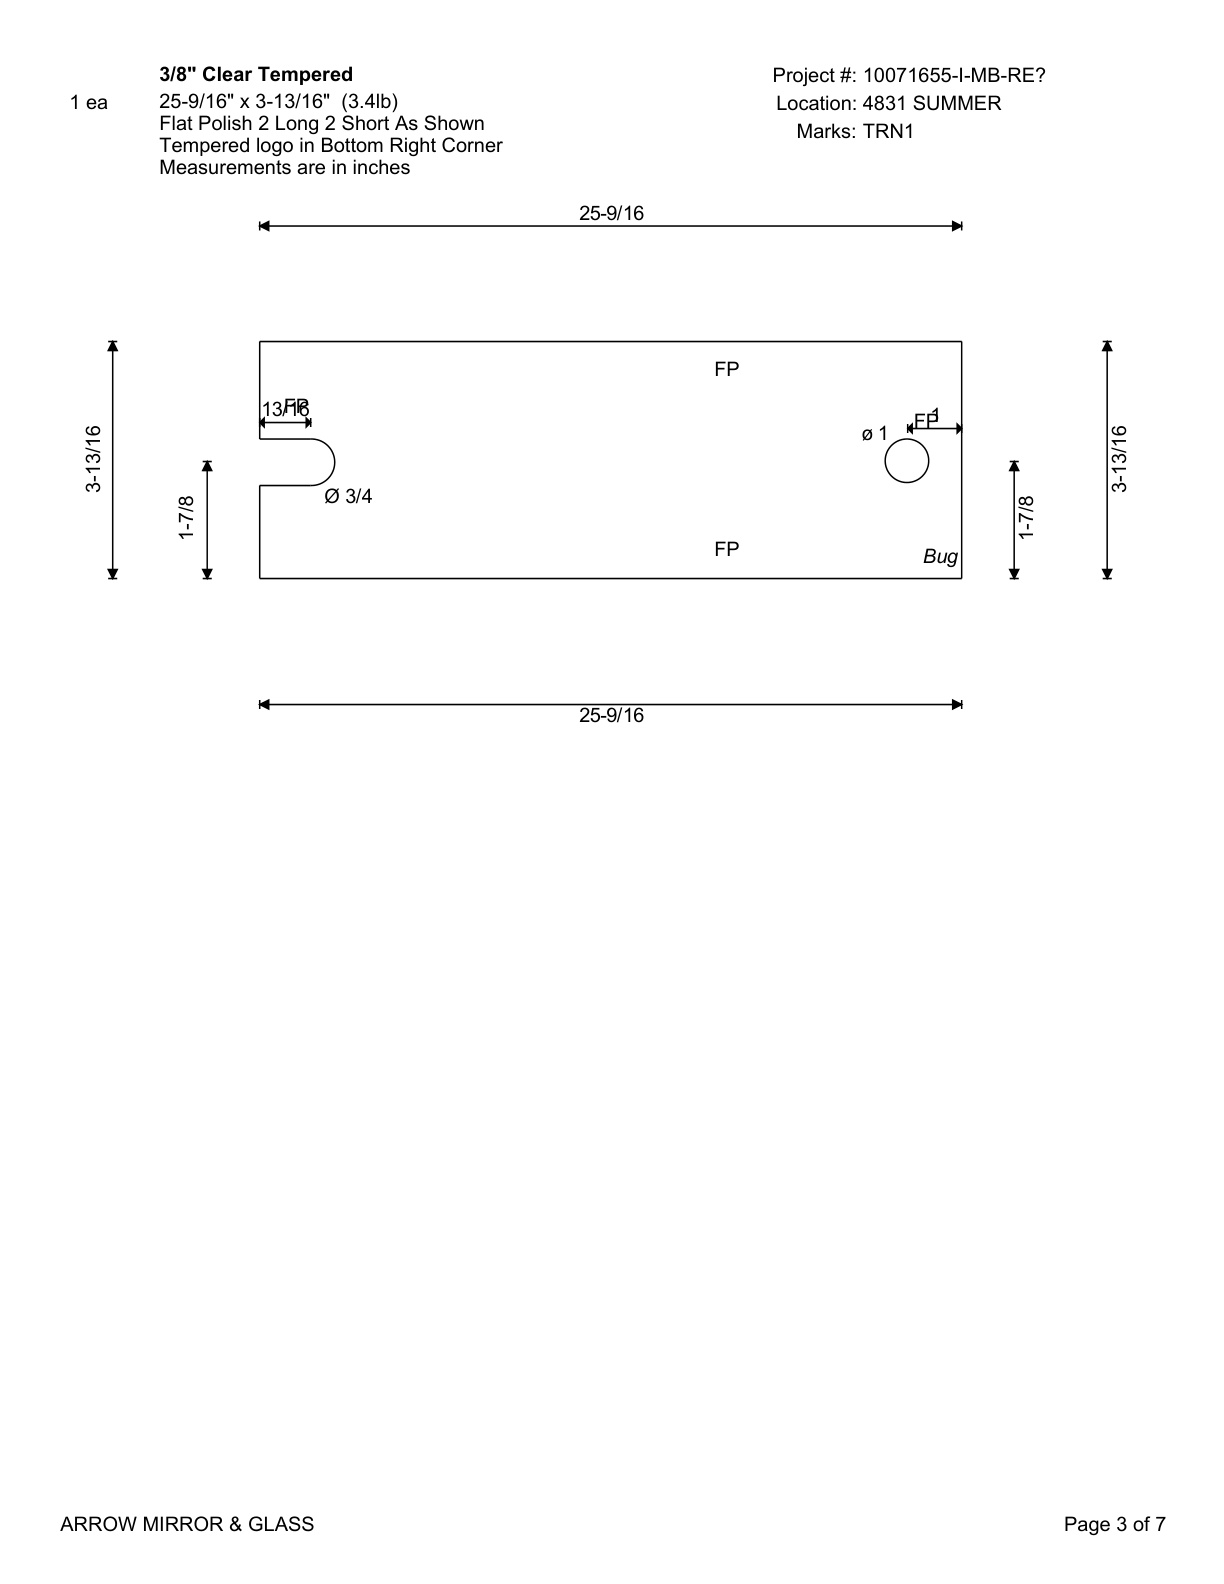 3/8" Clear Tempered
Project #: 10071655-I-MB-RE?
1 ea
25-9/16" x 3-13/16" (3.4lb)
Location: 4831 SUMMER
Flat Polish 2 Long 2 Short As Shown
Marks: TRN1
Tempered logo in Bottom Right Corner
Measurements are in inches
25-9/16
FP
13/16
FP
FP
1
ø 1
3-13/16
3-13/16
Ø 3/4
1-7/8
1-7/8
FP
Bug
25-9/16
ARROW MIRROR & GLASS
Page 3 of 7